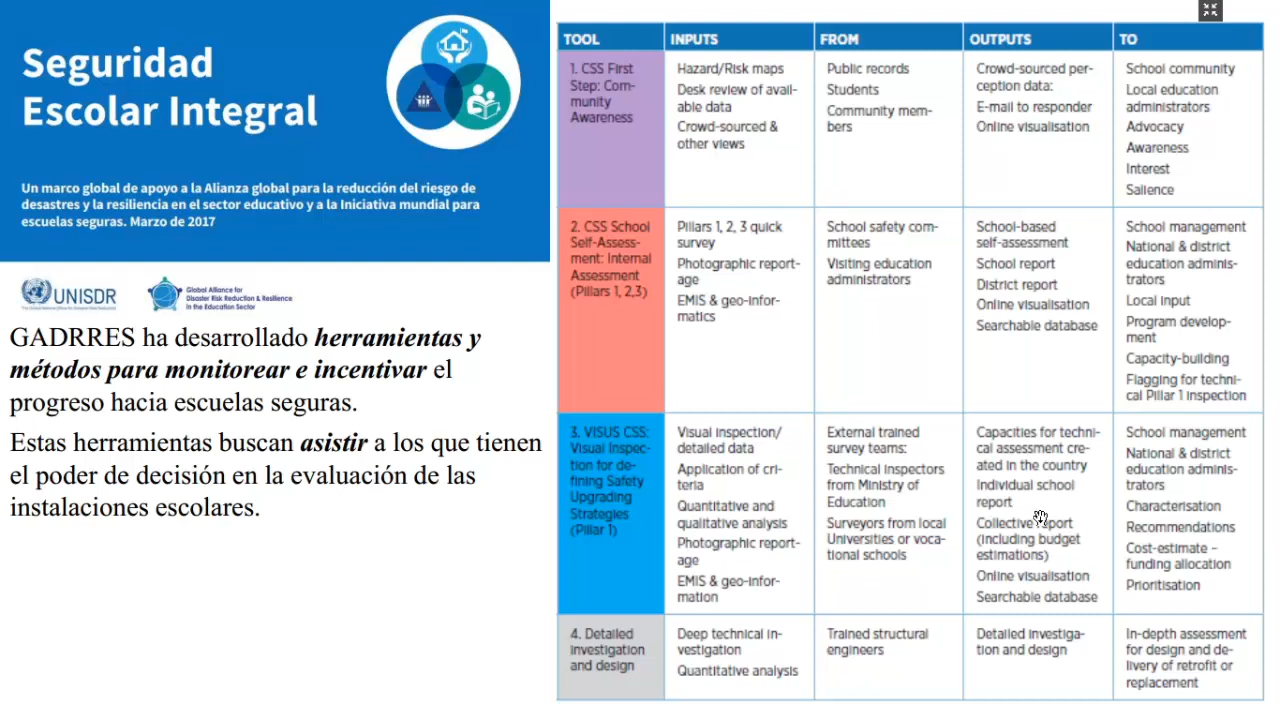 Seguridad
Escolar Integral
Un marco global de apoyo a la Alianza global para la reducción del riesgo de
desastres y la resiliencia en el sector educativo y a la Iniciativa mundial para
escuelas seguras. Marzo de 2017
UNISDR
Global Alliance for
Disaster Risk Reduction & Resilience
in the Education Sector
GADRRES ha desarrollado herramientas y
métodos para monitorear e incentivar el
progreso hacia escuelas seguras.
Estas herramientas buscan asistir a los que tienen
el poder de decisión en la evaluación de las
instalaciones escolares.
TOOL
INPUTS
FROM
OUTPUTS
TO
1. CSS First
Step: Com-
munity
Awareness
Hazard/Risk maps
Desk review of avail-
able data
Crowd-sourced &
other views
Public records
Students
Community mem-
bers
Crowd-sourced per-
ception data:
E-mail to responder
Online visualisation
School community
Local education
administrators
Advocacy
Awareness
Interest
Salience
2. CSS School
Self-Assess-
ment: Internal
Assessment
(Pillars 1, 2,3)
Pillars 1, 2, 3 quick
survey
Photographic report-
age
EMIS & geo-infor-
matics
School safety com-
mittees
Visiting education
administrators
School-based
self-assessment
School report
District report
Online visualisation
Searchable database
School management
National & district
education adminis-
trators
Local input
Program develop-
ment
Capacity-building
Flagging for techni-
cal Pillar 1 inspection
3. VISUS CSS:
Visual Inspec-
tion for de-
fining Safety
Upgrading
Strategies
(Pillar 1)
Visual inspection/
detailed data
Application of cri-
teria
Quantitative and
qualitative analysis
Photographic report-
age
EMIS & geo-infor-
mation
External trained
survey teams:
Technical inspectors
from Ministry of
Education
Surveyors from local
Universities or voca-
tional schools
Capacities for techni-
cal assessment cre-
ated in the country
Individual school
report
Collective report
(including budget
estimations)
Online visualisation
Searchable database
School management
National & district
education adminis-
trators
Characterisation
Recommendations
Cost-estimate –
funding allocation
Prioritisation
4. Detailed
investigation
and design
Deep technical in-
vestigation
Quantitative analysis
Trained structural
engineers
Detailed investiga-
tion and design
In-depth assessment
for design and de-
livery of retrofit or
replacement